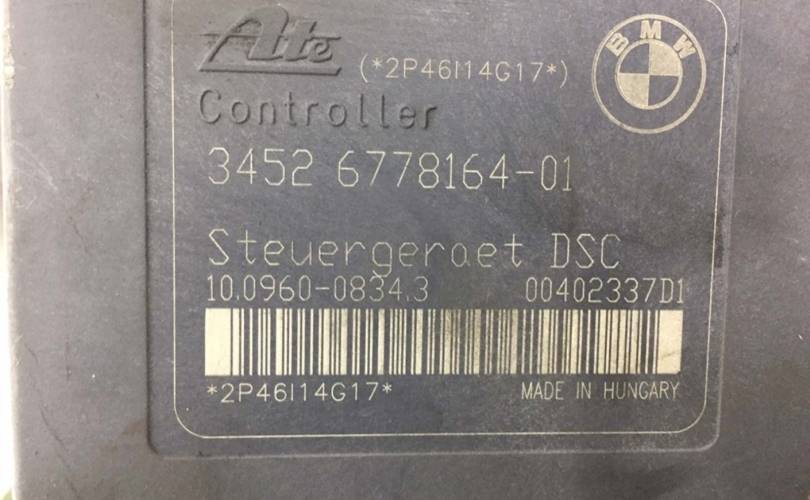 Ate (*2P46I14G17*)
BMW
Controller
3452 6778164-01
Steuergeraet DSC
10.0960-0834.3 00402337D1
*2P46I14G17* MADE IN HUNGARY